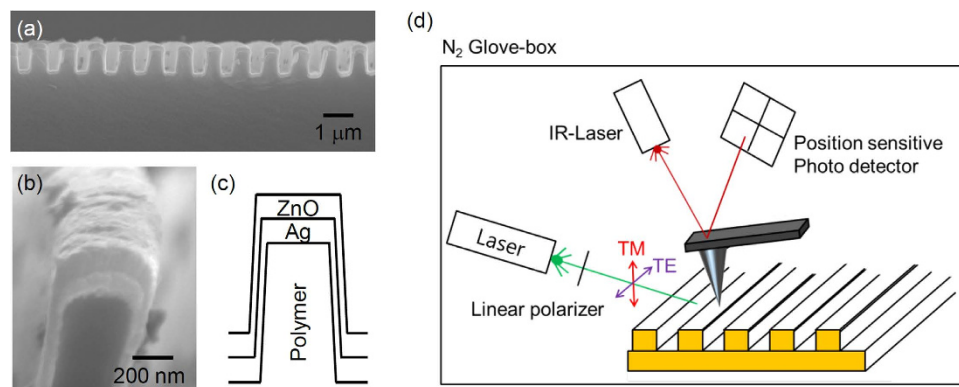 (a)
1 μm
(b)
200 nm
(c)
ZnO
Ag
Polymer
(d)
N₂ Glove-box
IR-Laser
Position sensitive
Photo detector
Laser
TM
TE
Linear polarizer